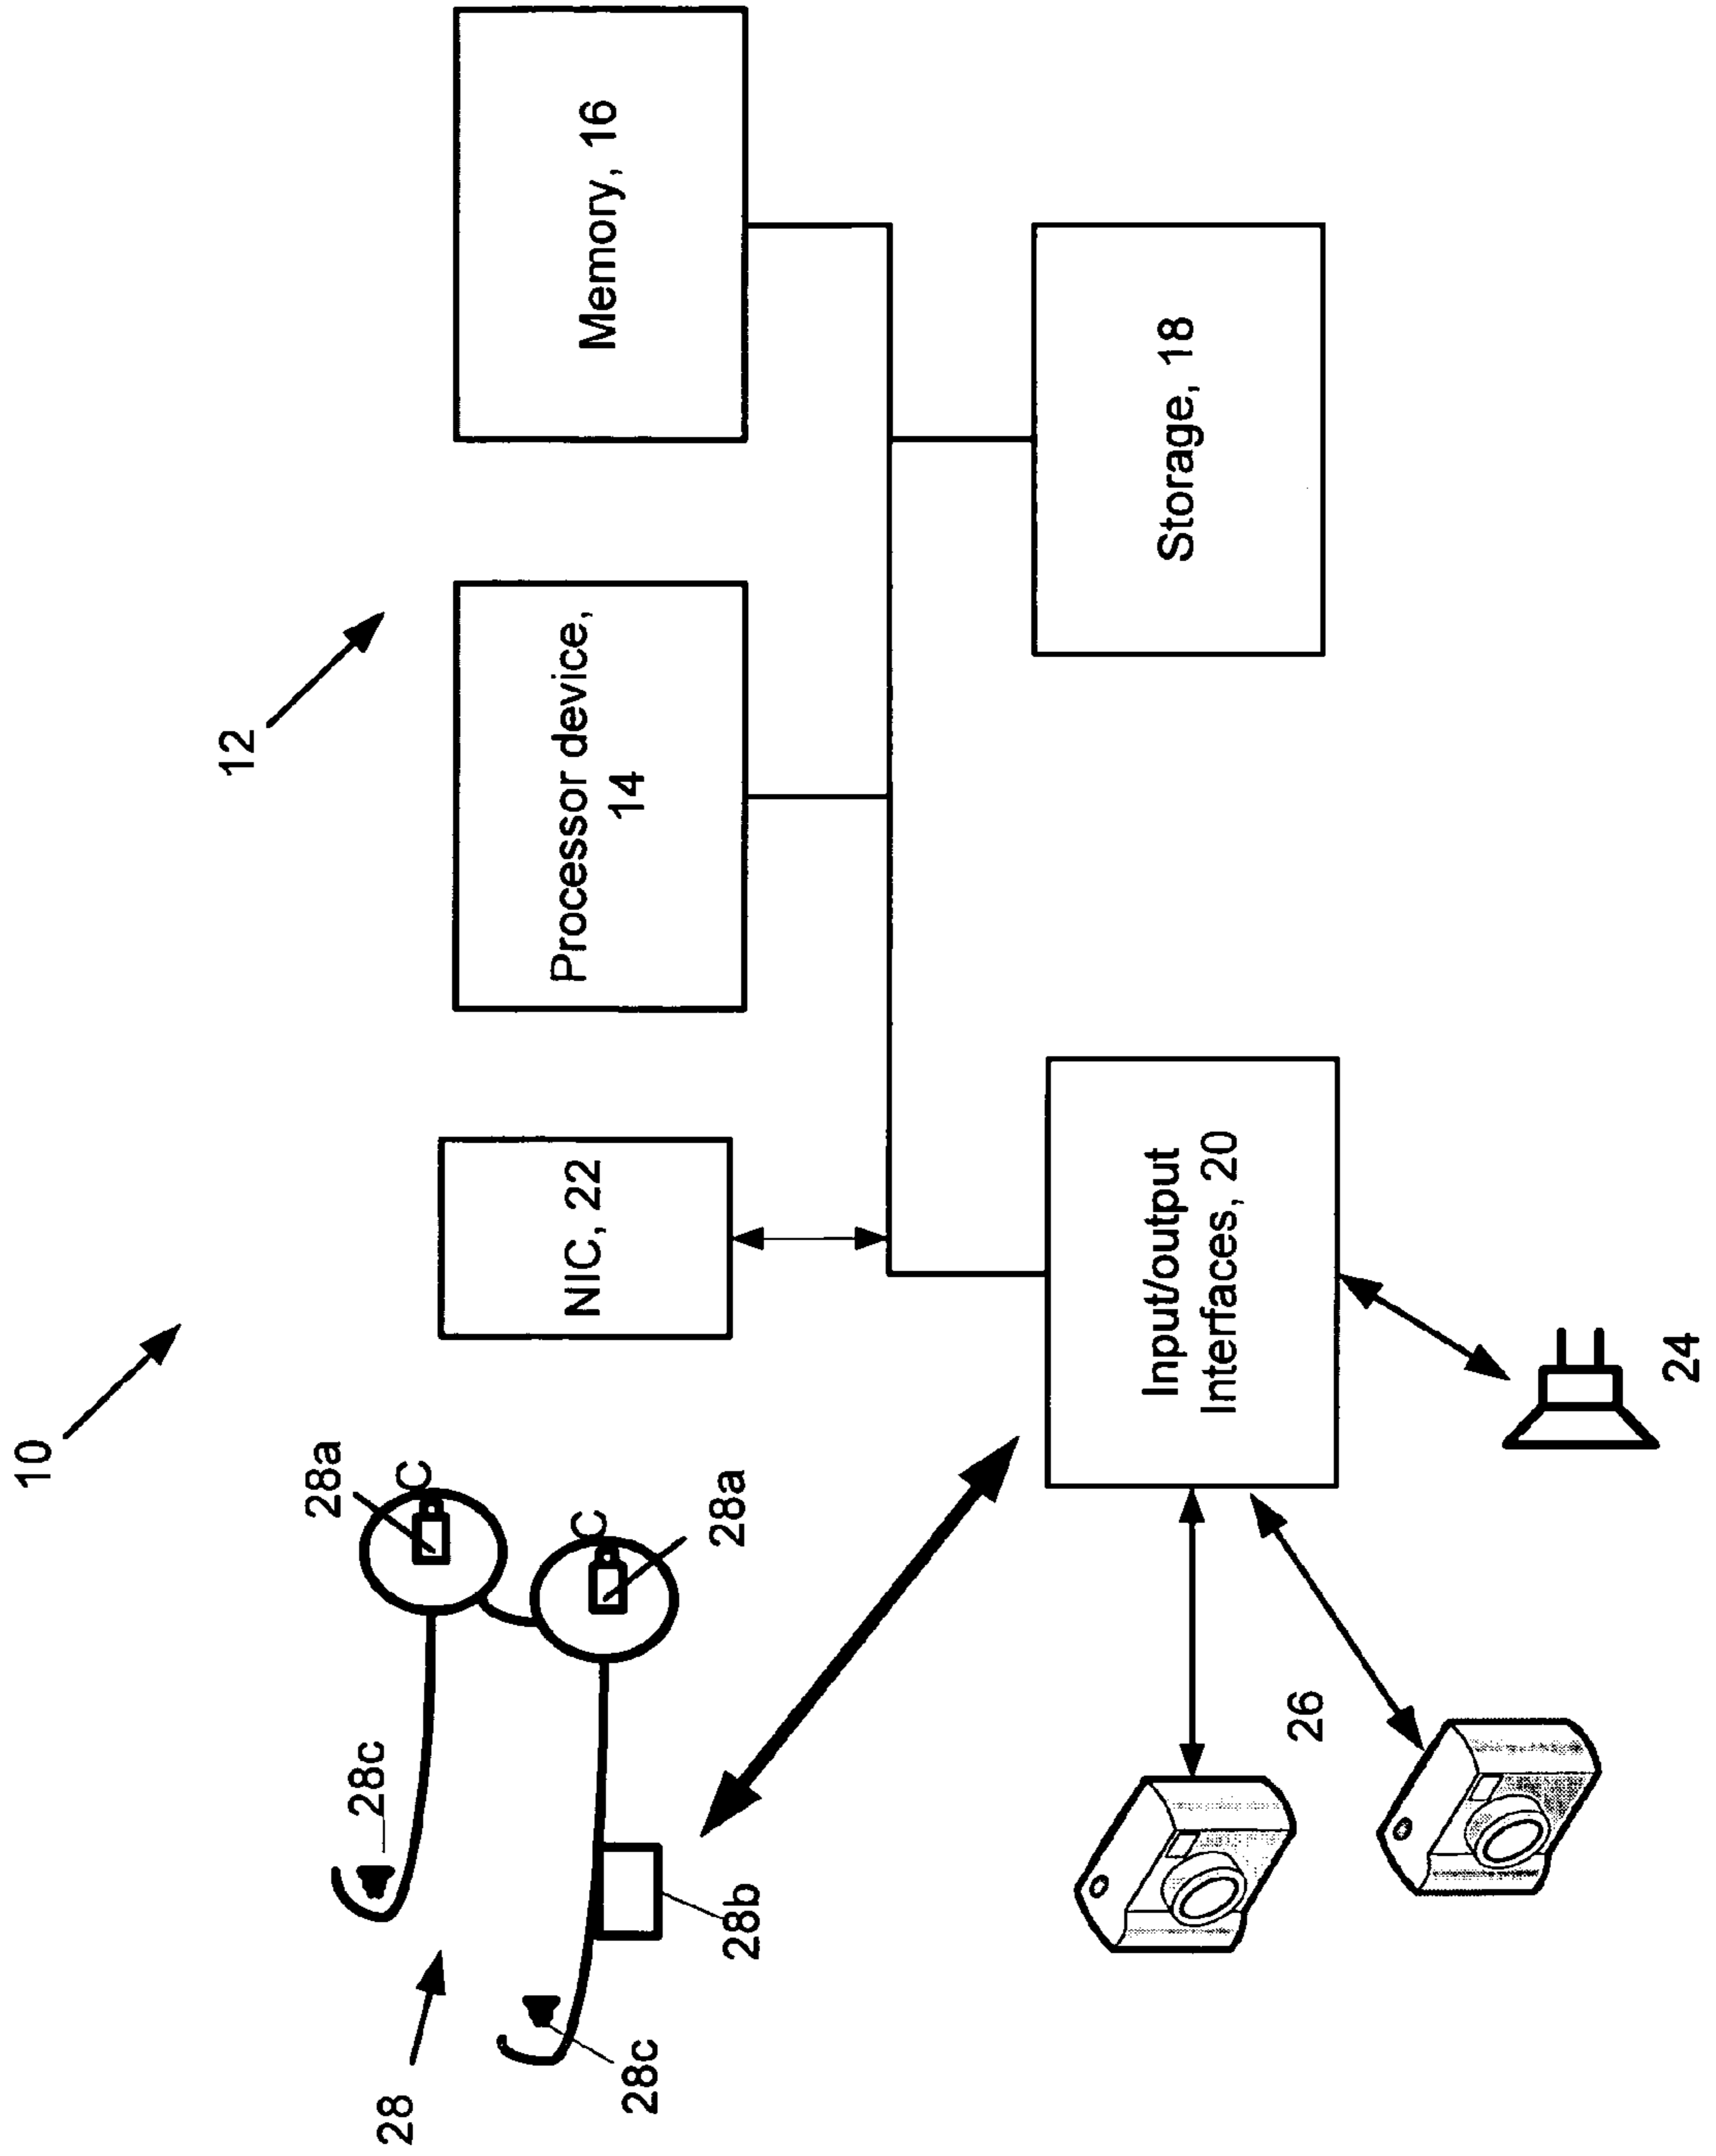 10
12
28
28c
28a
C
28c
28b
C
28a
NIC, 22
Processor device,
14
Memory, 16
26
Input/output
Interfaces, 20
Storage, 18
24